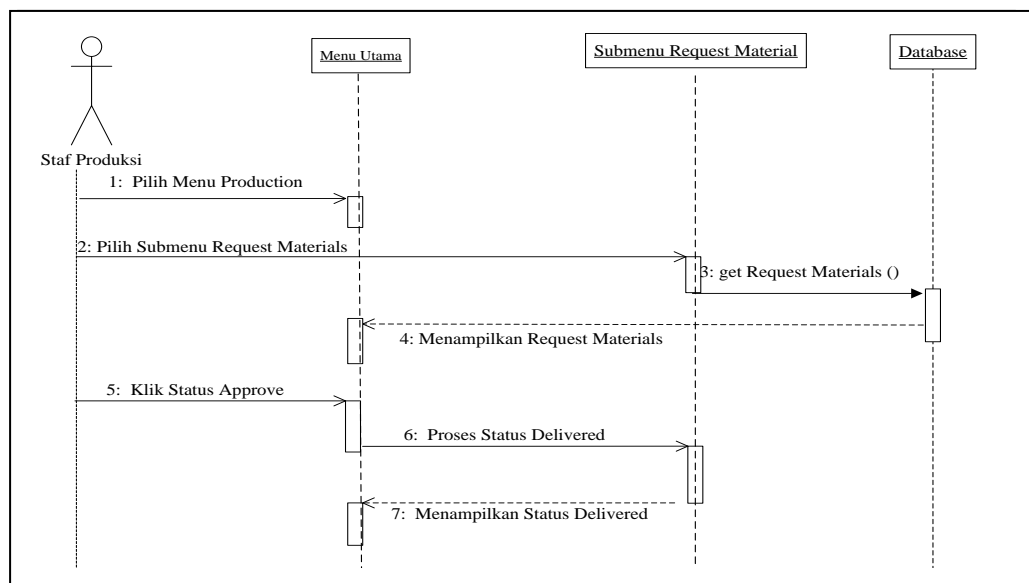 Menu Utama
Submenu Request Material
Database
Staf Produksi
1: Pilih Menu Production
2: Pilih Submenu Request Materials
3: get Request Materials ()
4: Menampilkan Request Materials
5: Klik Status Approve
6: Proses Status Delivered
7: Menampilkan Status Delivered